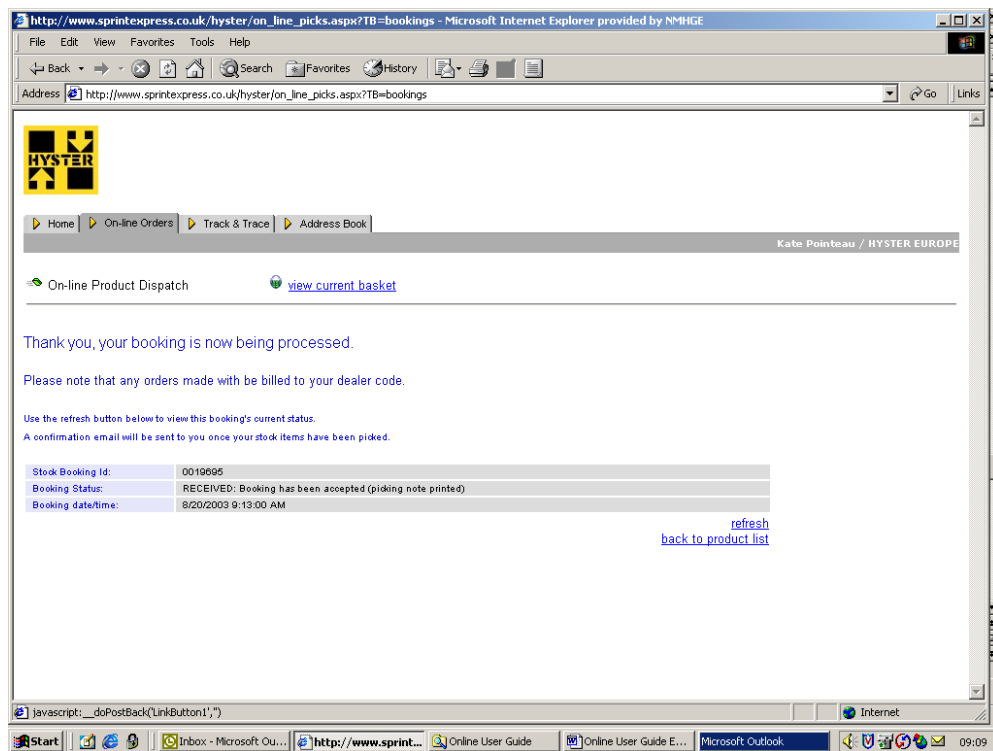 http://www.sprintexpress.co.uk/hyster/on_line_picks.aspx?TB=bookings - Microsoft Internet Explorer provided by NMHGE
File Edit View Favorites Tools Help
Back Search Favorites History
Address http://www.sprintexpress.co.uk/hyster/on_line_picks.aspx?TB=bookings Go Links
HYSTER
Home On-line Orders Track & Trace Address Book
Kate Pointeau / HYSTER EUROPE
On-line Product Dispatch view current basket
Thank you, your booking is now being processed.
Please note that any orders made with be billed to your dealer code.
Use the refresh button below to view this booking's current status.
A confirmation email will be sent to you once your stock items have been picked.
Stock Booking Id: 0019695
Booking Status: RECEIVED: Booking has been accepted (picking note printed)
Booking date/time: 8/20/2003 9:13:00 AM
refresh
back to product list
javascript:__doPostBack('LinkButton1','') Internet
Start Inbox - Microsoft Ou... http://www.sprint... Online User Guide Online User Guide E... Microsoft Outlook 09:09